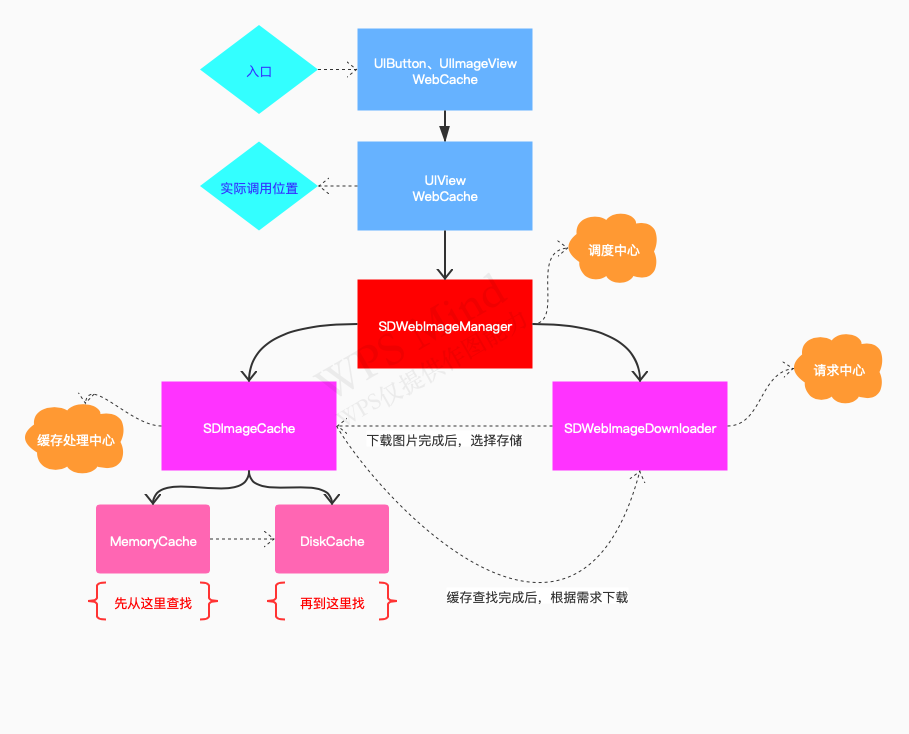 入口
UIButton、UIImageView
WebCache
实际调用位置
UIView
WebCache
调度中心
SDWebImageManager
请求中心
缓存处理中心
SDImageCache
下载图片完成后，选择存储
SDWebImageDownloader
MemoryCache
DiskCache
先从这里查找
再到这里找
缓存查找完成后，根据需求下载
WPS Mind
WPS仅提供